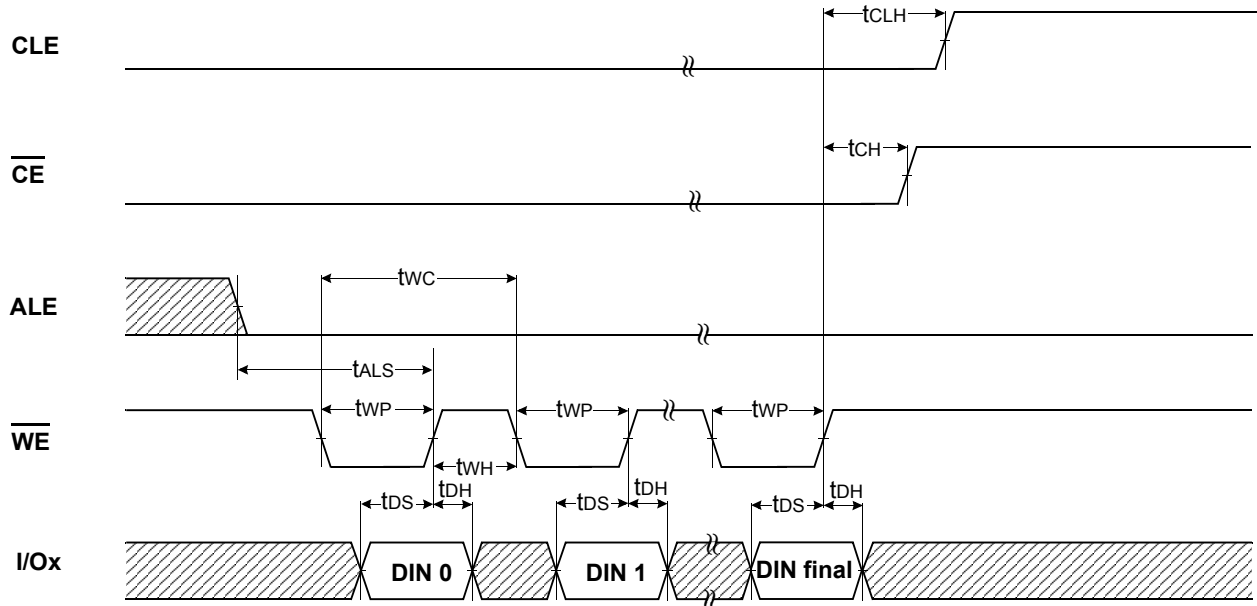 CLE
tCLH
CE
tCH
ALE
tWC
tALS
WE
tWP
tWP
tWP
tWH
tDS
tDH
tDS
tDH
tDS
tDH
I/Ox
DIN 0
DIN 1
DIN final